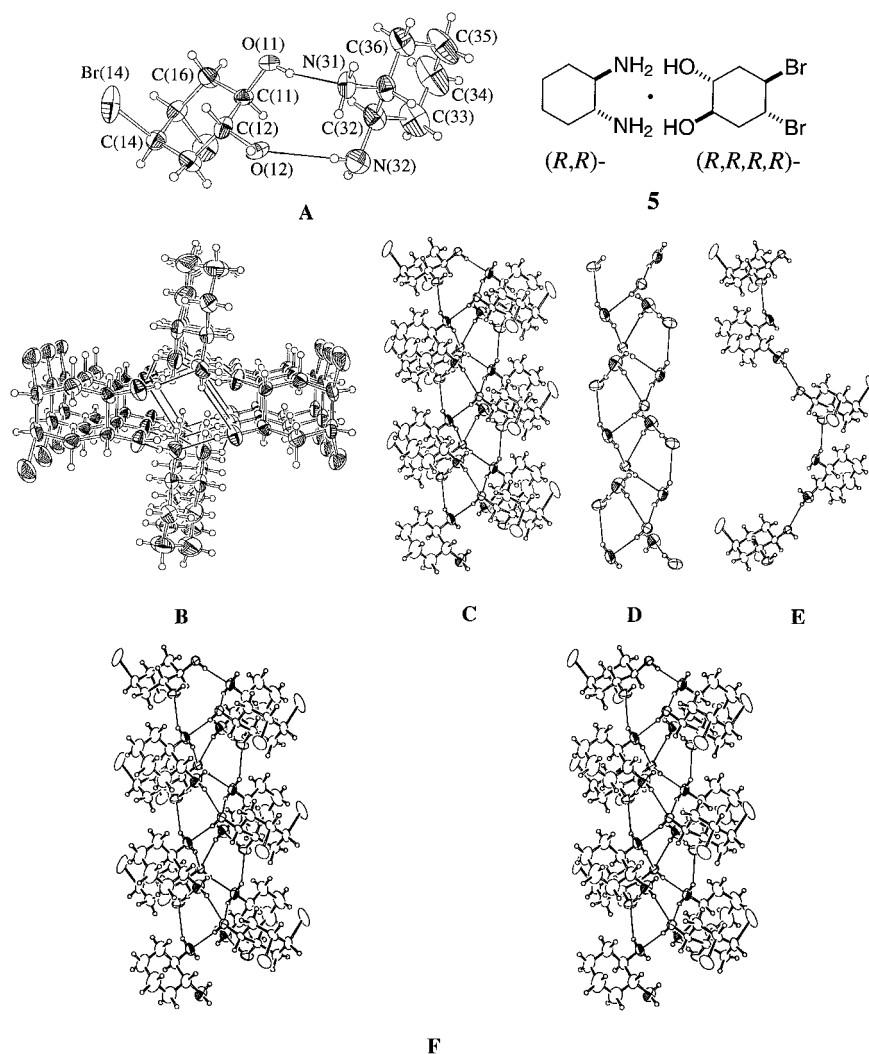 O(11)
N(31)
C(36)
C(35)
Br(14)
C(16)
C(11)
C(34)
C(12)
C(32)
C(33)
C(14)
O(12)
N(32)
A
NH2
NH2
HO
HO
Br
Br
(R,R)-
(R,R,R,R)-
5
B
C
D
E
F